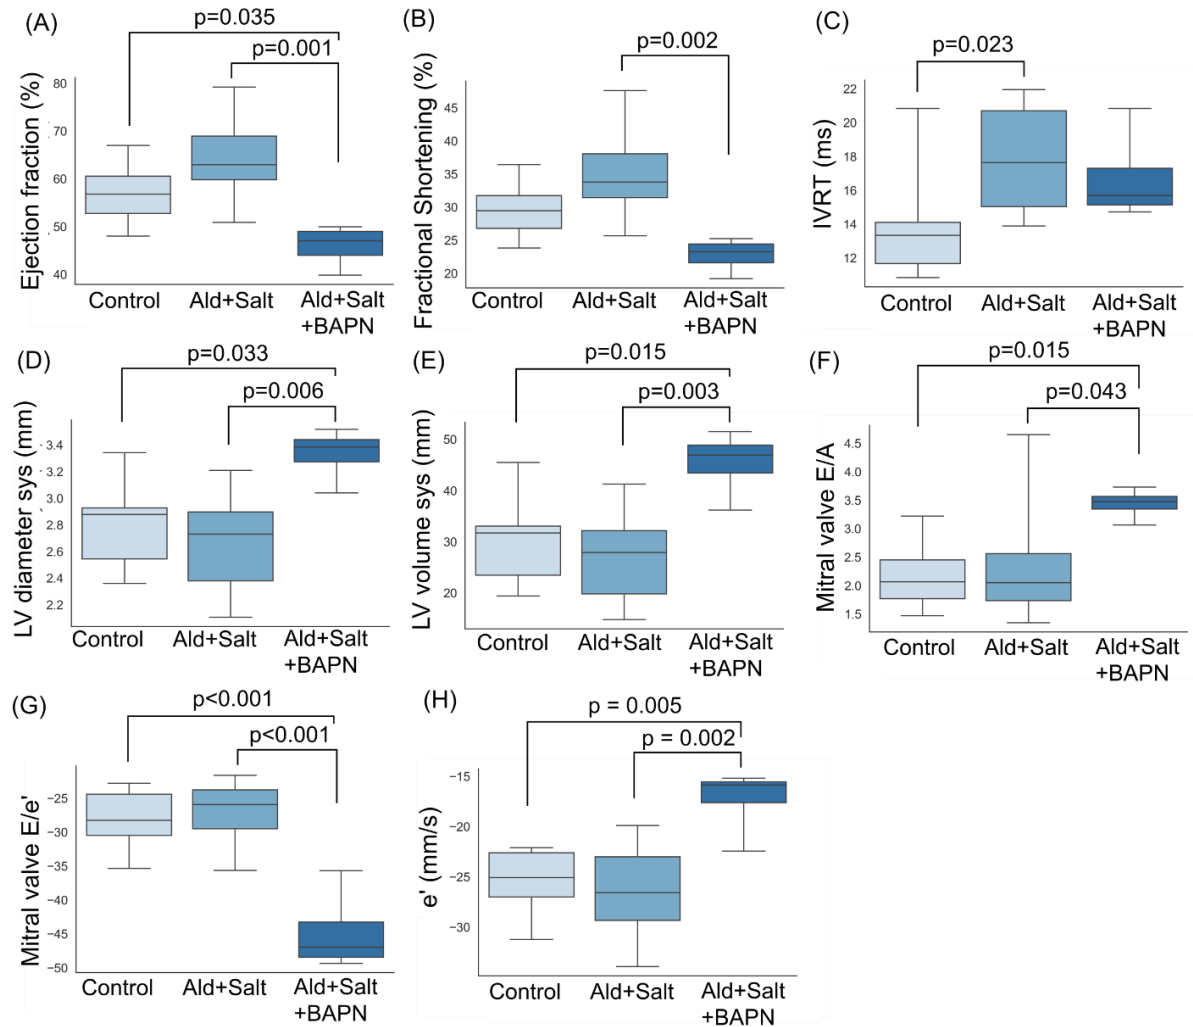 (A)
p=0.035
p=0.001
Ejection fraction (%)
80
70
60
50
40
Control
Ald+Salt
Ald+Salt
+BAPN
(B)
p=0.002
Fractional Shortening (%)
45
40
35
30
25
20
Control
Ald+Salt
Ald+Salt
+BAPN
(C)
p=0.023
IVRT (ms)
22
20
18
16
14
12
Control
Ald+Salt
Ald+Salt
+BAPN
(D)
p=0.033
p=0.006
LV diameter sys (mm)
3.4
3.2
3.0
2.8
2.6
2.4
2.2
Control
Ald+Salt
Ald+Salt
+BAPN
(E)
p=0.015
p=0.003
LV volume sys (mm)
50
40
30
20
Control
Ald+Salt
Ald+Salt
+BAPN
(F)
p=0.015
p=0.043
Mitral valve E/A
4.5
4.0
3.5
3.0
2.5
2.0
1.5
Control
Ald+Salt
Ald+Salt
+BAPN
(G)
p<0.001
p<0.001
Mitral valve E/e'
−25
−30
−35
−40
−45
−50
Control
Ald+Salt
Ald+Salt
+BAPN
(H)
p = 0.005
p = 0.002
e' (mm/s)
−15
−20
−25
−30
Control
Ald+Salt
Ald+Salt
+BAPN